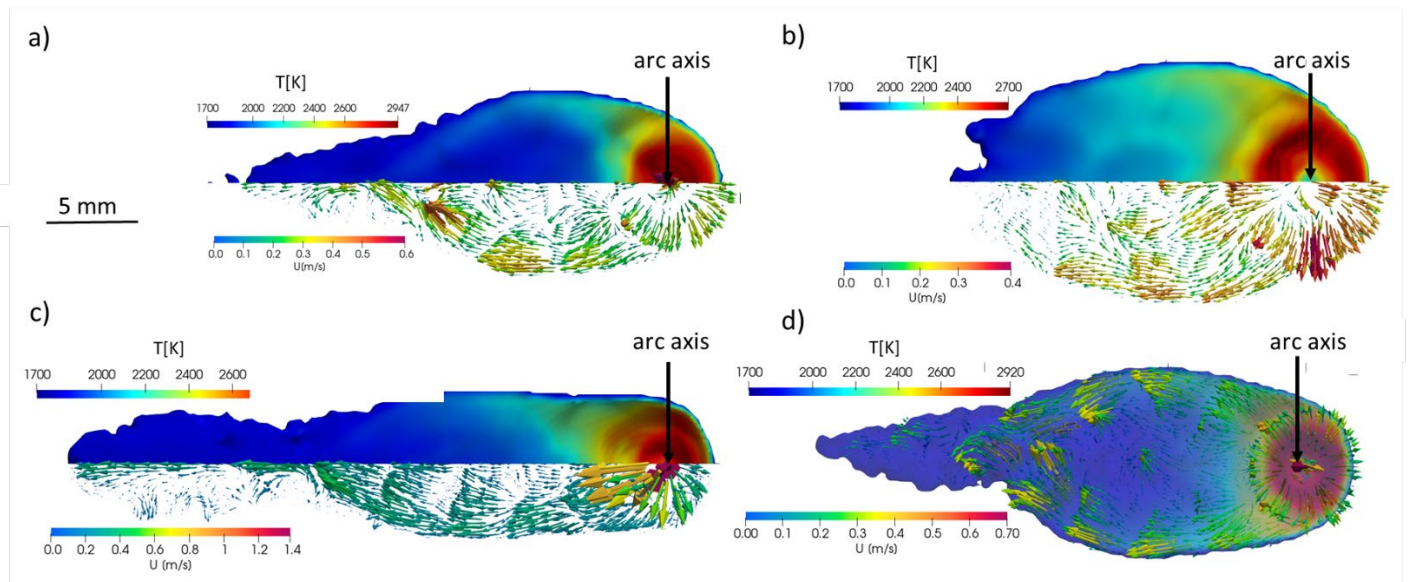 a)
T[K]
1700 2000 2200 2400 2600 2947
arc axis
5 mm
0.0 0.1 0.2 0.3 0.4 0.5 0.6
U(m/s)
b)
T[K]
1700 2000 2200 2400 2700
arc axis
0.0 0.1 0.2 0.3 0.4
U(m/s)
c)
T[K]
1700 2000 2200 2400 2600
arc axis
0.0 0.2 0.4 0.6 0.8 1 1.2 1.4
U (m/s)
d)
T[K]
1700 2000 2200 2400 2600 2920
arc axis
0.00 0.1 0.2 0.3 0.4 0.5 0.70
U (m/s)